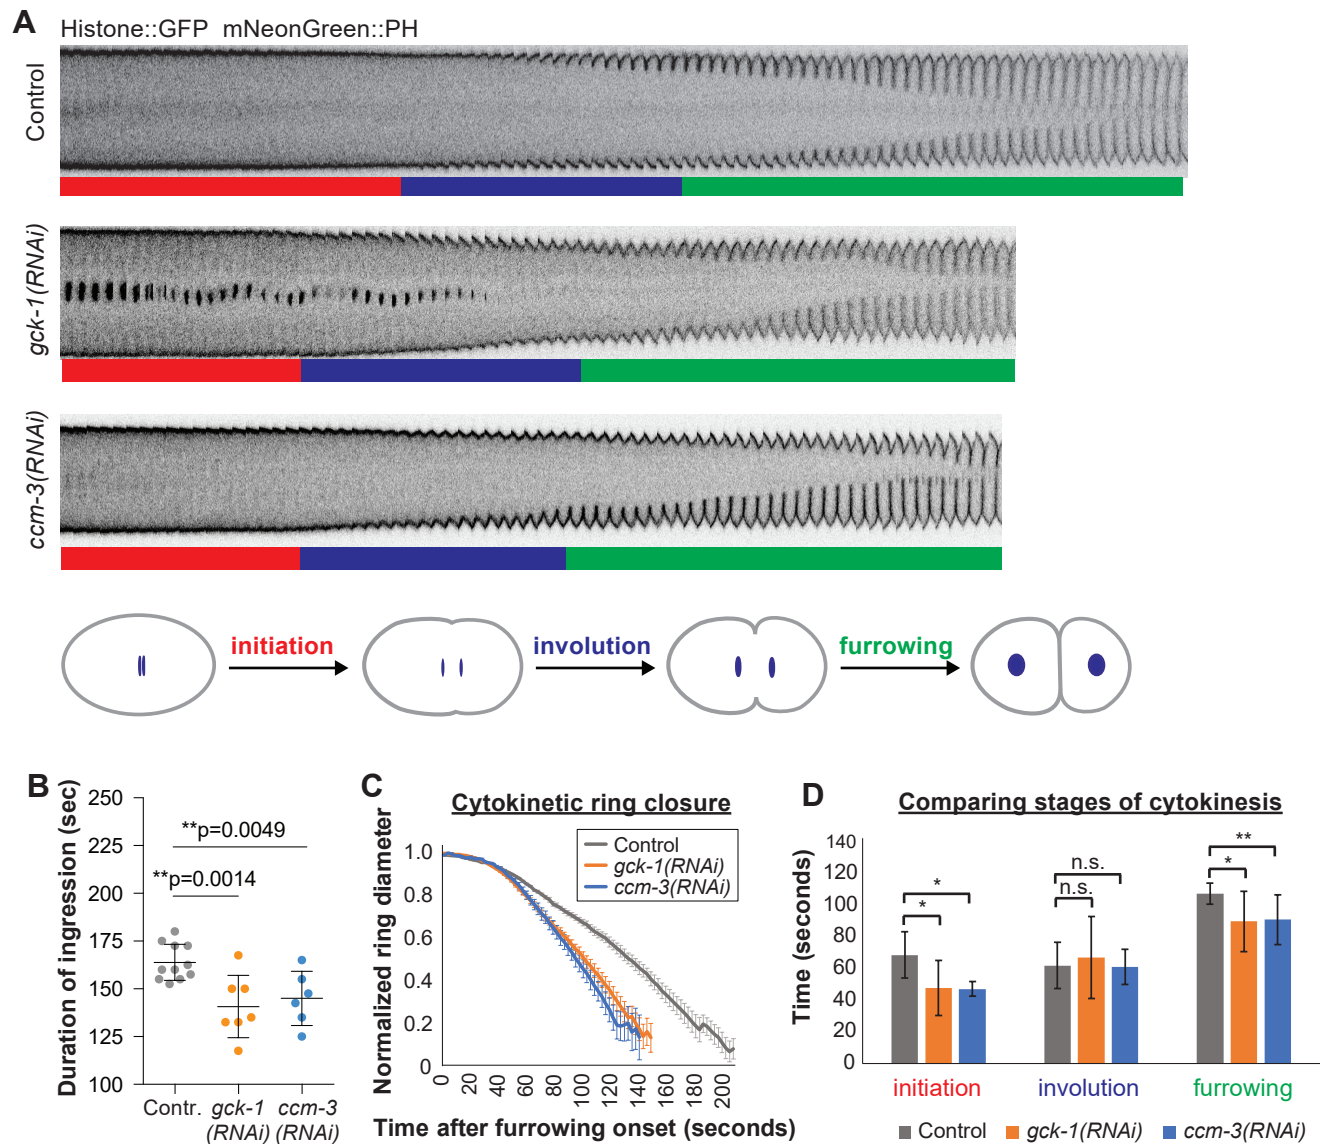 A
Histone::GFP mNeonGreen::PH
Control
gck-1(RNAi)
ccm-3(RNAi)
initiation
involution
furrowing
B
Duration of ingression (sec)
250
225
200
175
150
125
100
**p=0.0049
**p=0.0014
Contr.
gck-1
(RNAi)
ccm-3
(RNAi)
C
Cytokinetic ring closure
Normalized ring diameter
1.0
0.8
0.6
0.4
0.2
0
Control
gck-1(RNAi)
ccm-3(RNAi)
0 20 40 60 80 100 120 140 160 180 200
Time after furrowing onset (seconds)
D
Comparing stages of cytokinesis
Time (seconds)
140
120
100
80
60
40
20
0
*
*
n.s.
n.s.
**
*
initiation
involution
furrowing
Control gck-1(RNAi) ccm-3(RNAi)